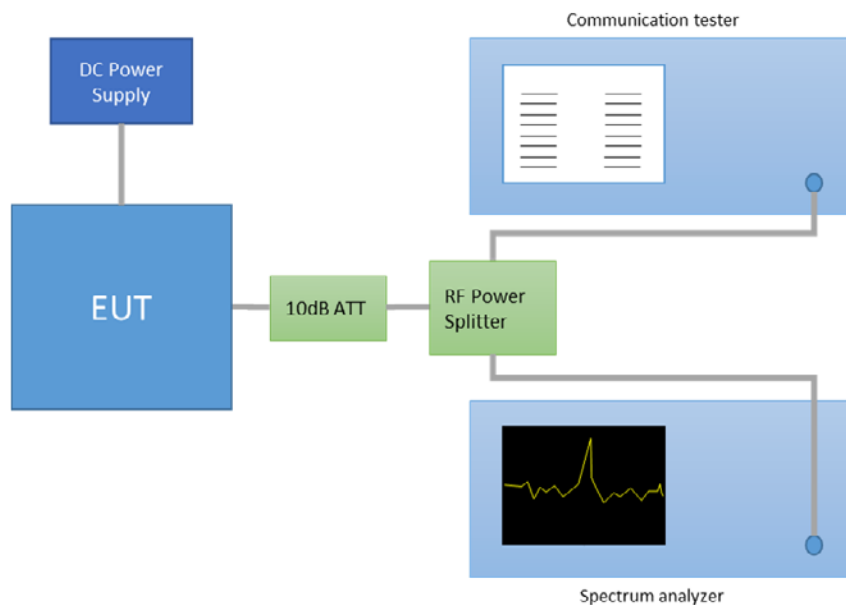 Communication tester
DC Power
Supply
EUT
10dB ATT
RF Power
Splitter
Spectrum analyzer